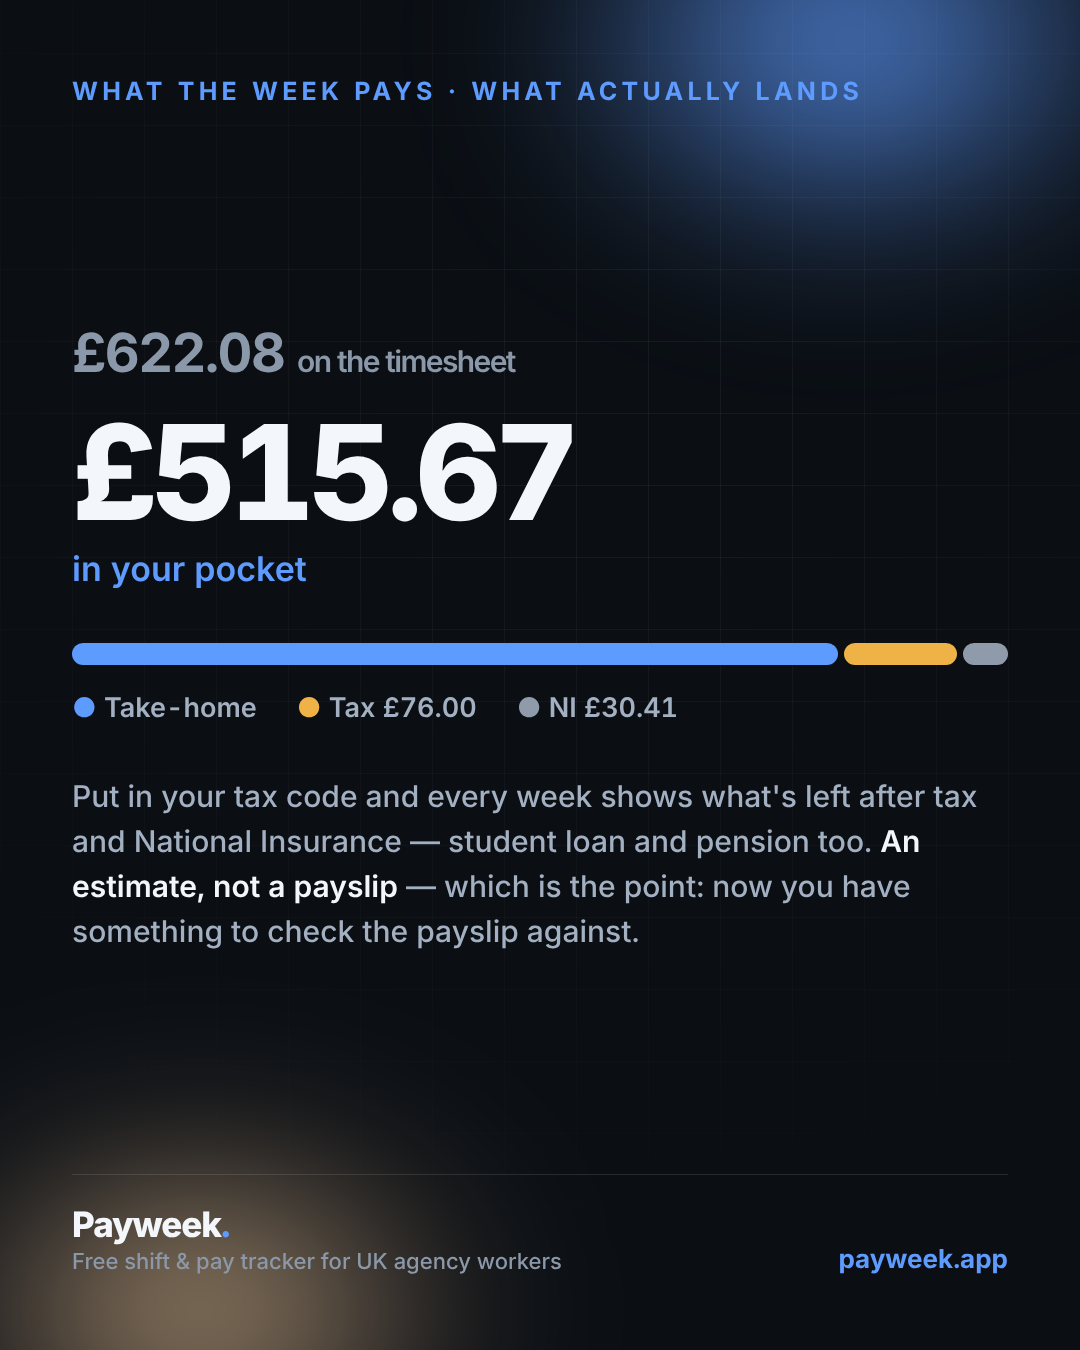 WHAT THE WEEK PAYS · WHAT ACTUALLY LANDS
£622.08 on the timesheet
£515.67
in your pocket
Take-home Tax £76.00 NI £30.41
Put in your tax code and every week shows what's left after tax
and National Insurance — student loan and pension too. An
estimate, not a payslip — which is the point: now you have
something to check the payslip against.
Payweek.
Free shift & pay tracker for UK agency workers
payweek.app